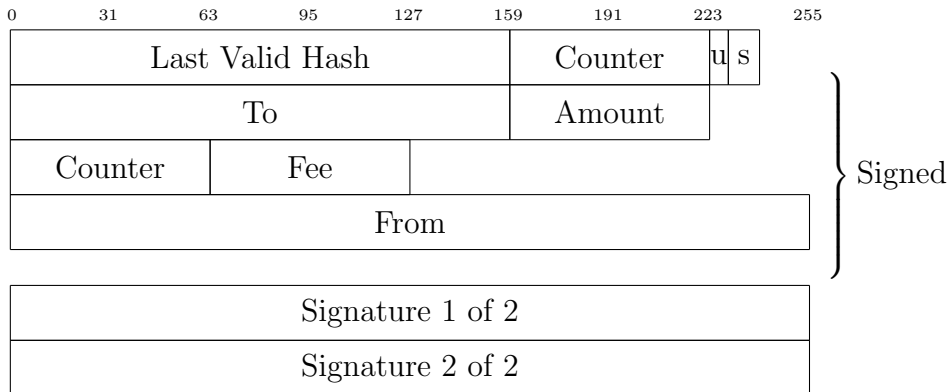 0 31 63 95 127 159 191 223 255
Last Valid Hash Counter u s
To Amount
Counter Fee
Signed
From
Signature 1 of 2
Signature 2 of 2